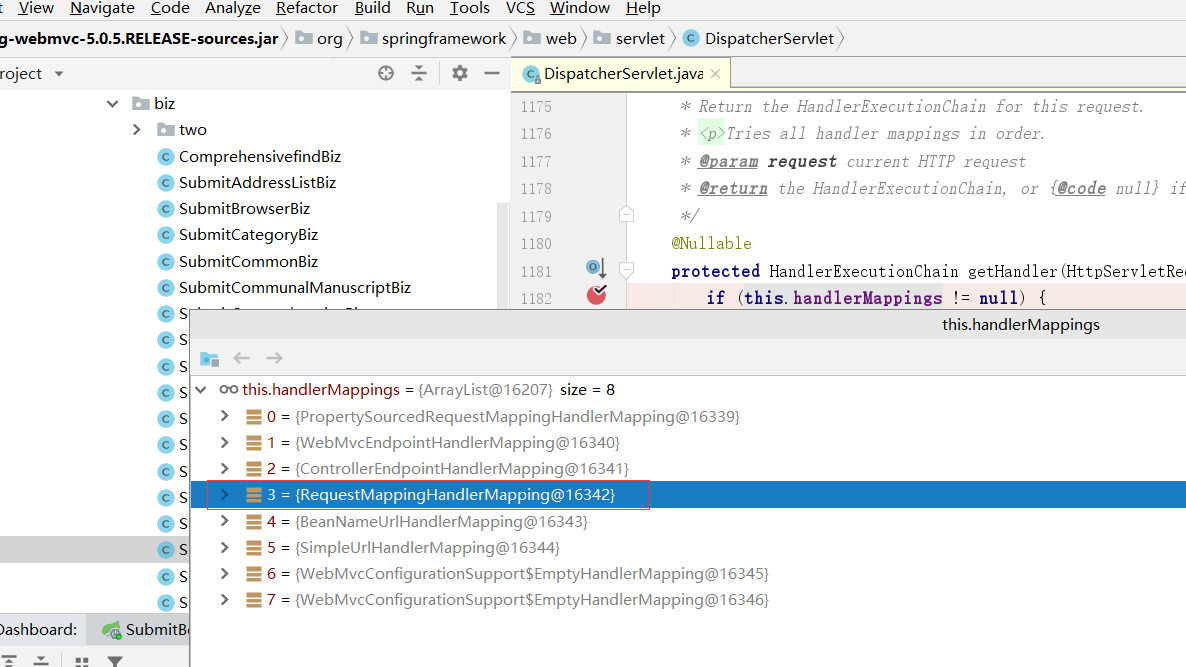 View Navigate Code Analyze Refactor Build Run Tools VCS Window Help
g-webmvc-5.0.5.RELEASE-sources.jar org springframework web servlet DispatcherServlet
roject
DispatcherServlet.java
biz
two
ComprehensivefindBiz
SubmitAddressListBiz
SubmitBrowserBiz
SubmitCategoryBiz
SubmitCommonBiz
SubmitCommunalManuscriptBiz
1175 * Return the HandlerExecutionChain for this request.
1176 * <p>Tries all handler mappings in order.
1177 * @param request current HTTP request
1178 * @return the HandlerExecutionChain, or {@code null} if
1179 */
1180 @Nullable
1181 protected HandlerExecutionChain getHandler(HttpServletRe
1182 if (this.handlerMappings != null) {
this.handlerMappings
this.handlerMappings = {ArrayList@16207} size = 8
0 = {PropertySourcedRequestMappingHandlerMapping@16339}
1 = {WebMvcEndpointHandlerMapping@16340}
2 = {ControllerEndpointHandlerMapping@16341}
3 = {RequestMappingHandlerMapping@16342}
4 = {BeanNameUrlHandlerMapping@16343}
5 = {SimpleUrlHandlerMapping@16344}
6 = {WebMvcConfigurationSupport$EmptyHandlerMapping@16345}
7 = {WebMvcConfigurationSupport$EmptyHandlerMapping@16346}
Dashboard: SubmitB